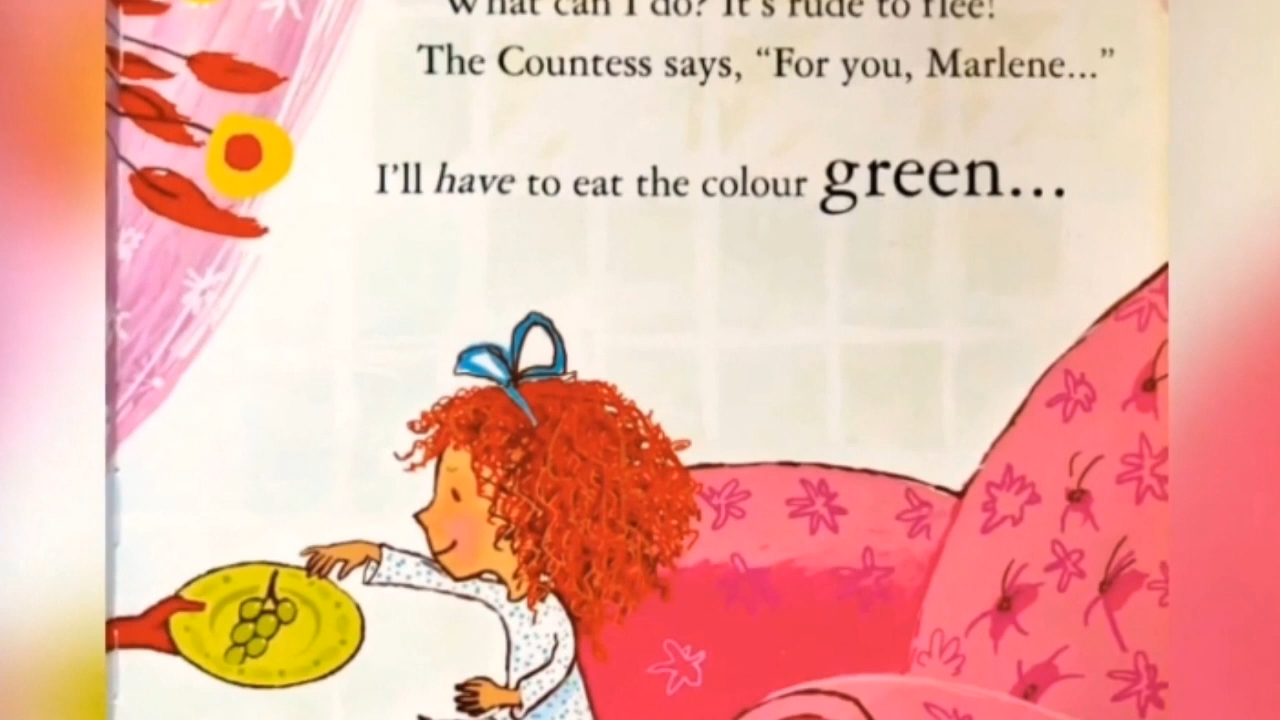 What can I do? It's rude to flee!
The Countess says, “For you, Marlene...”
I'll have to eat the colour green...